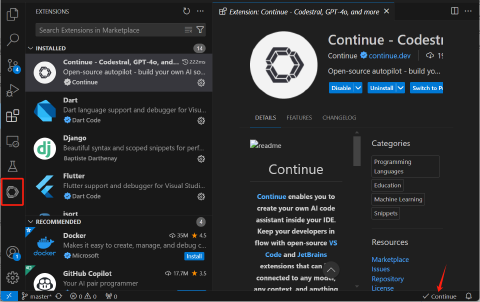 EXTENSIONS
Search Extensions in Marketplace
INSTALLED 14
Continue - Codestral, GPT-4o, and... 222ms
Open-source autopilot - build your own AI so...
Continue
Dart
Dart language support and debugger for Visual...
Dart Code
Django
Beautiful syntax and scoped snippets for perf...
Baptiste Darthenay
Flutter
Flutter support and debugger for Visual Studi...
Dart Code
isort
RECOMMENDED 4
Docker 35M 4.5
Makes it easy to create, manage, and debug c...
Microsoft Install
GitHub Copilot 17.7M 3.5
Your AI pair programmer
4
1
master*
0 0 0
Extension: Continue - Codestral, GPT-4o, and more
Continue - Codestr
Continue continue.dev
Open-source autopilot - build yo...
Disable Uninstall Switch to P
DETAILS FEATURES CHANGELOG
readme
Continue
Continue enables you to
create your own AI code
assistant inside your IDE.
Keep your developers in
flow with open-source VS
Code and JetBrains
extensions that can
connected to any model,
any context, and anything
Categories
Programming
Languages
Education
Machine Learning
Snippets
Resources
Marketplace
Issues
Repository
License
Continue